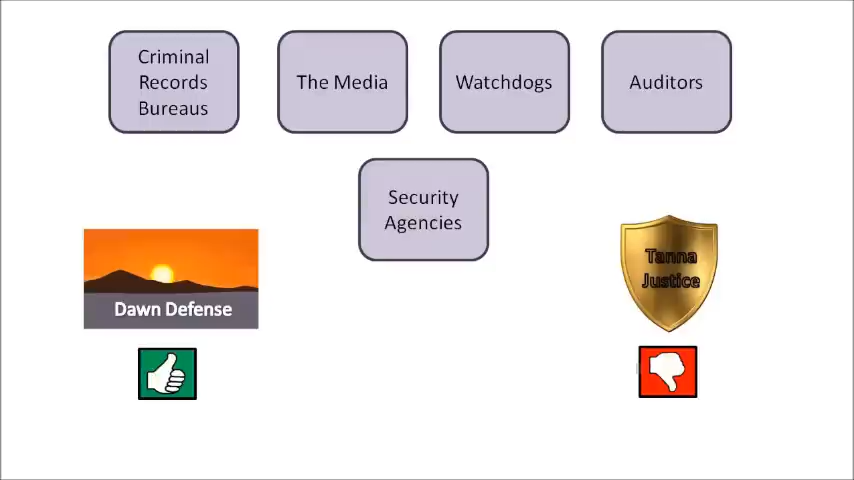 Criminal
Records
Bureaus
The Media
Watchdogs
Auditors
Security
Agencies
Dawn Defense
Tanna
Justice